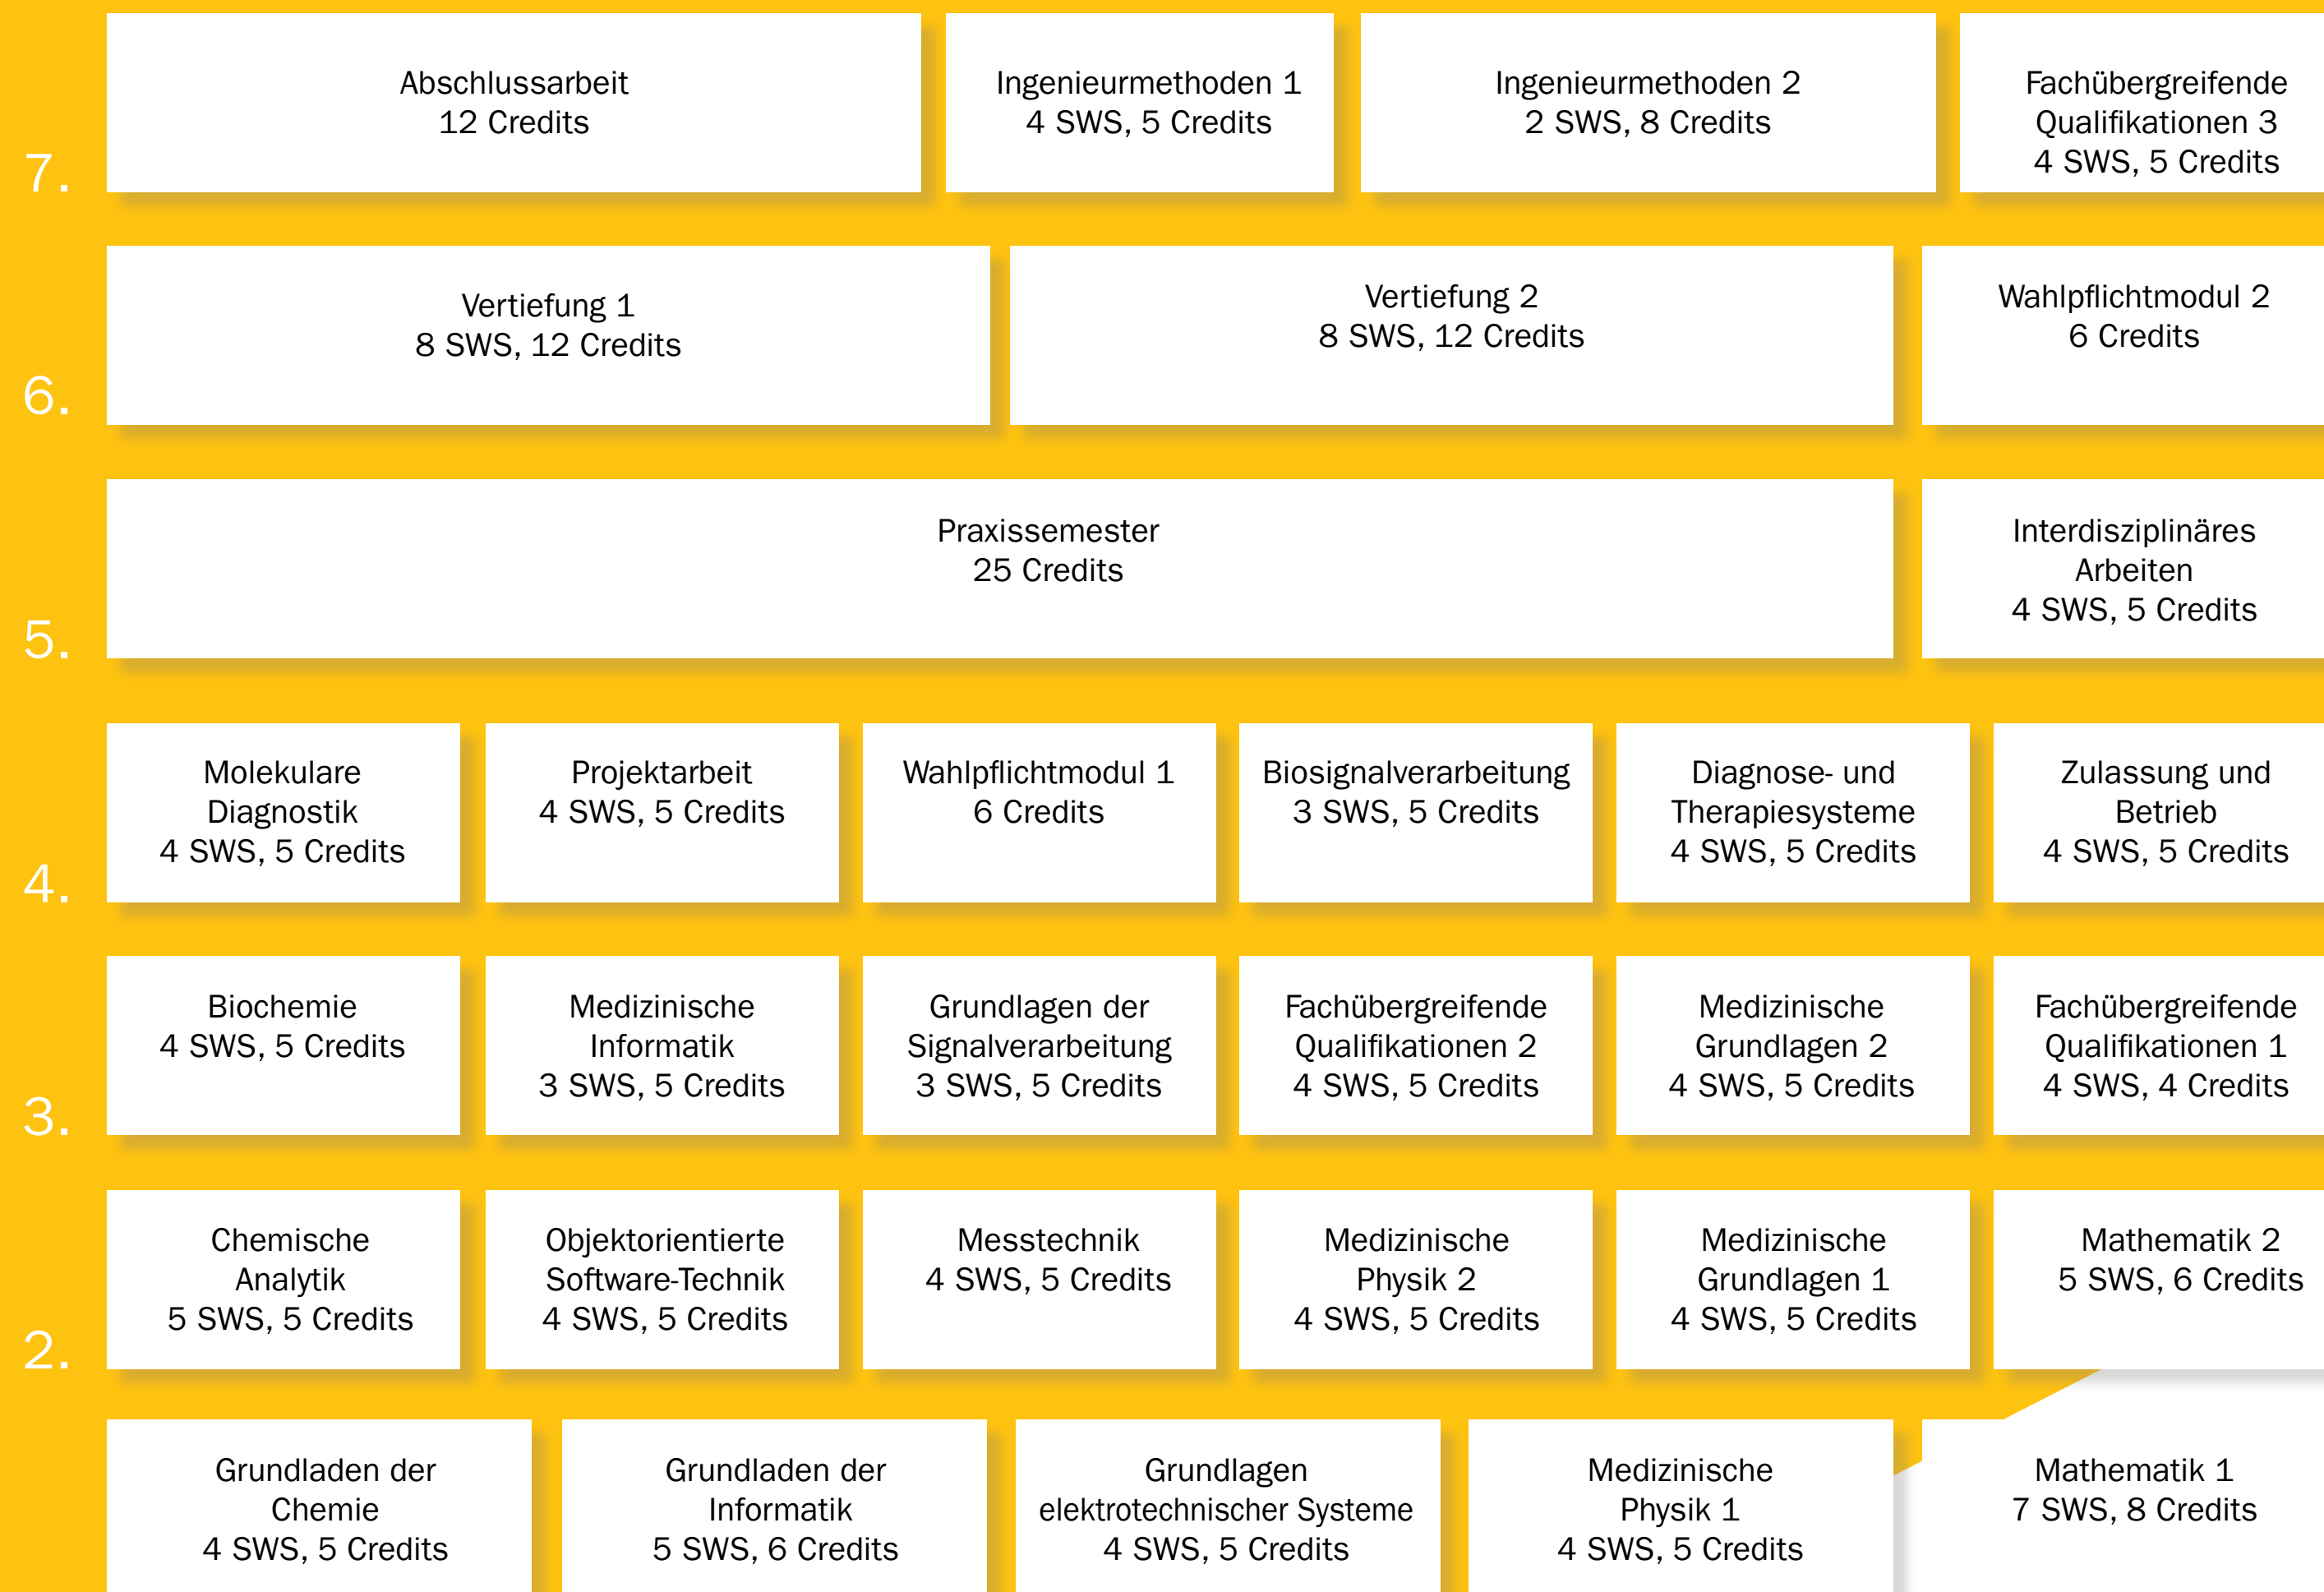 7.
Abschlussarbeit
12 Credits
Ingenieurmethoden 1
4 SWS, 5 Credits
Ingenieurmethoden 2
2 SWS, 8 Credits
Fachübergreifende
Qualifikationen 3
4 SWS, 5 Credits
6.
Vertiefung 1
8 SWS, 12 Credits
Vertiefung 2
8 SWS, 12 Credits
Wahlpflichtmodul 2
6 Credits
5.
Praxissemester
25 Credits
Interdisziplinäres
Arbeiten
4 SWS, 5 Credits
4.
Molekulare
Diagnostik
4 SWS, 5 Credits
Projektarbeit
4 SWS, 5 Credits
Wahlpflichtmodul 1
6 Credits
Biosignalverarbeitung
3 SWS, 5 Credits
Diagnose- und
Therapiesysteme
4 SWS, 5 Credits
Zulassung und
Betrieb
4 SWS, 5 Credits
3.
Biochemie
4 SWS, 5 Credits
Medizinische
Informatik
3 SWS, 5 Credits
Grundlagen der
Signalverarbeitung
3 SWS, 5 Credits
Fachübergreifende
Qualifikationen 2
4 SWS, 5 Credits
Medizinische
Grundlagen 2
4 SWS, 5 Credits
Fachübergreifende
Qualifikationen 1
4 SWS, 4 Credits
2.
Chemische
Analytik
5 SWS, 5 Credits
Objektorientierte
Software-Technik
4 SWS, 5 Credits
Messtechnik
4 SWS, 5 Credits
Medizinische
Physik 2
4 SWS, 5 Credits
Medizinische
Grundlagen 1
4 SWS, 5 Credits
Mathematik 2
5 SWS, 6 Credits
Grundladen der
Chemie
4 SWS, 5 Credits
Grundladen der
Informatik
5 SWS, 6 Credits
Grundlagen
elektrotechnischer Systeme
4 SWS, 5 Credits
Medizinische
Physik 1
4 SWS, 5 Credits
Mathematik 1
7 SWS, 8 Credits